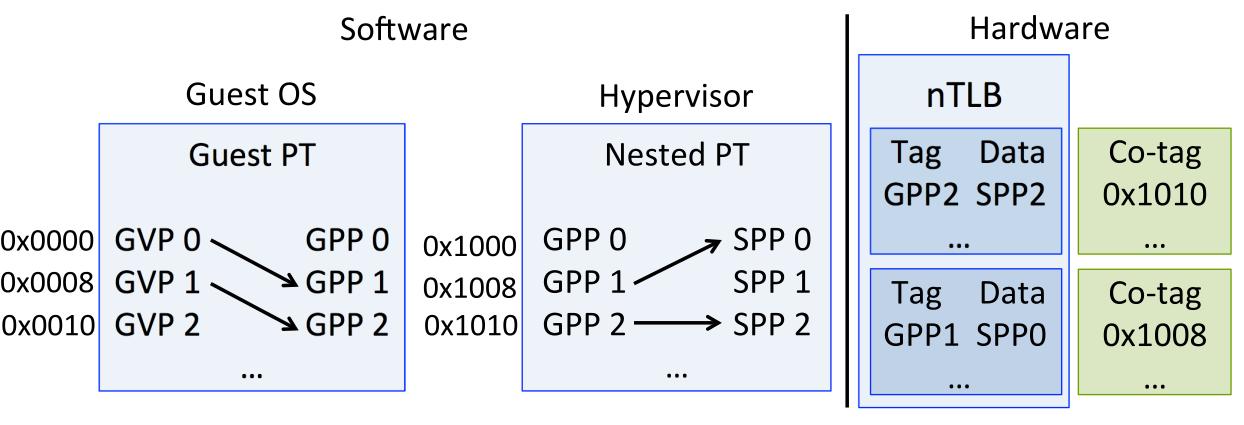 Software
Hardware
Guest OS
Hypervisor
nTLB
Guest PT
0x0000 GVP 0 GPP 0
0x0008 GVP 1 GPP 1
0x0010 GVP 2 GPP 2
...
Nested PT
0x1000 GPP 0 SPP 0
0x1008 GPP 1 SPP 1
0x1010 GPP 2 SPP 2
...
Tag Data
GPP2 SPP2
...
Co-tag
0x1010
...
Tag Data
GPP1 SPP0
...
Co-tag
0x1008
...